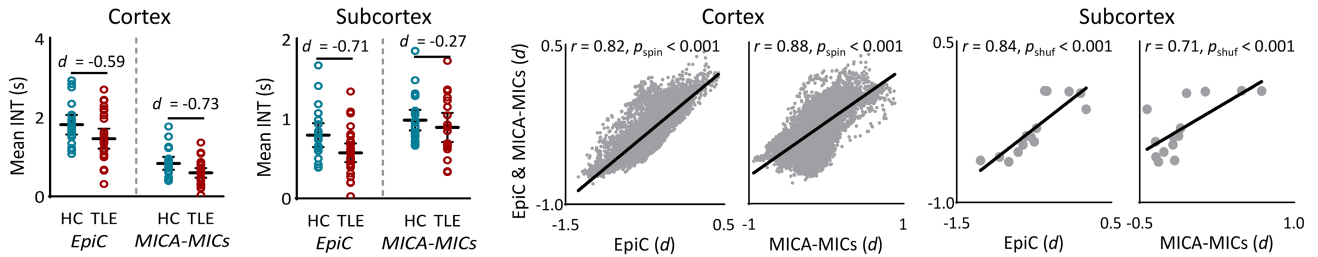 Cortex
4
2
0
Mean INT (s)
d = -0.59
d = -0.73
HC TLE
HC TLE
EpiC
MICA-MICs
Subcortex
2
1
0
Mean INT (s)
d = -0.71
d = -0.27
HC TLE
HC TLE
EpiC
MICA-MICs
Cortex
EpiC & MICA-MICs (d)
0.5
-1.0
r = 0.82, pspin < 0.001
-1.5
0.5
EpiC (d)
r = 0.88, pspin < 0.001
-1
1
MICA-MICs (d)
Subcortex
0.5
-1.0
r = 0.84, pshuf < 0.001
-1.5
0.5
EpiC (d)
r = 0.71, pshuf < 0.001
-0.5
1.0
MICA-MICs (d)